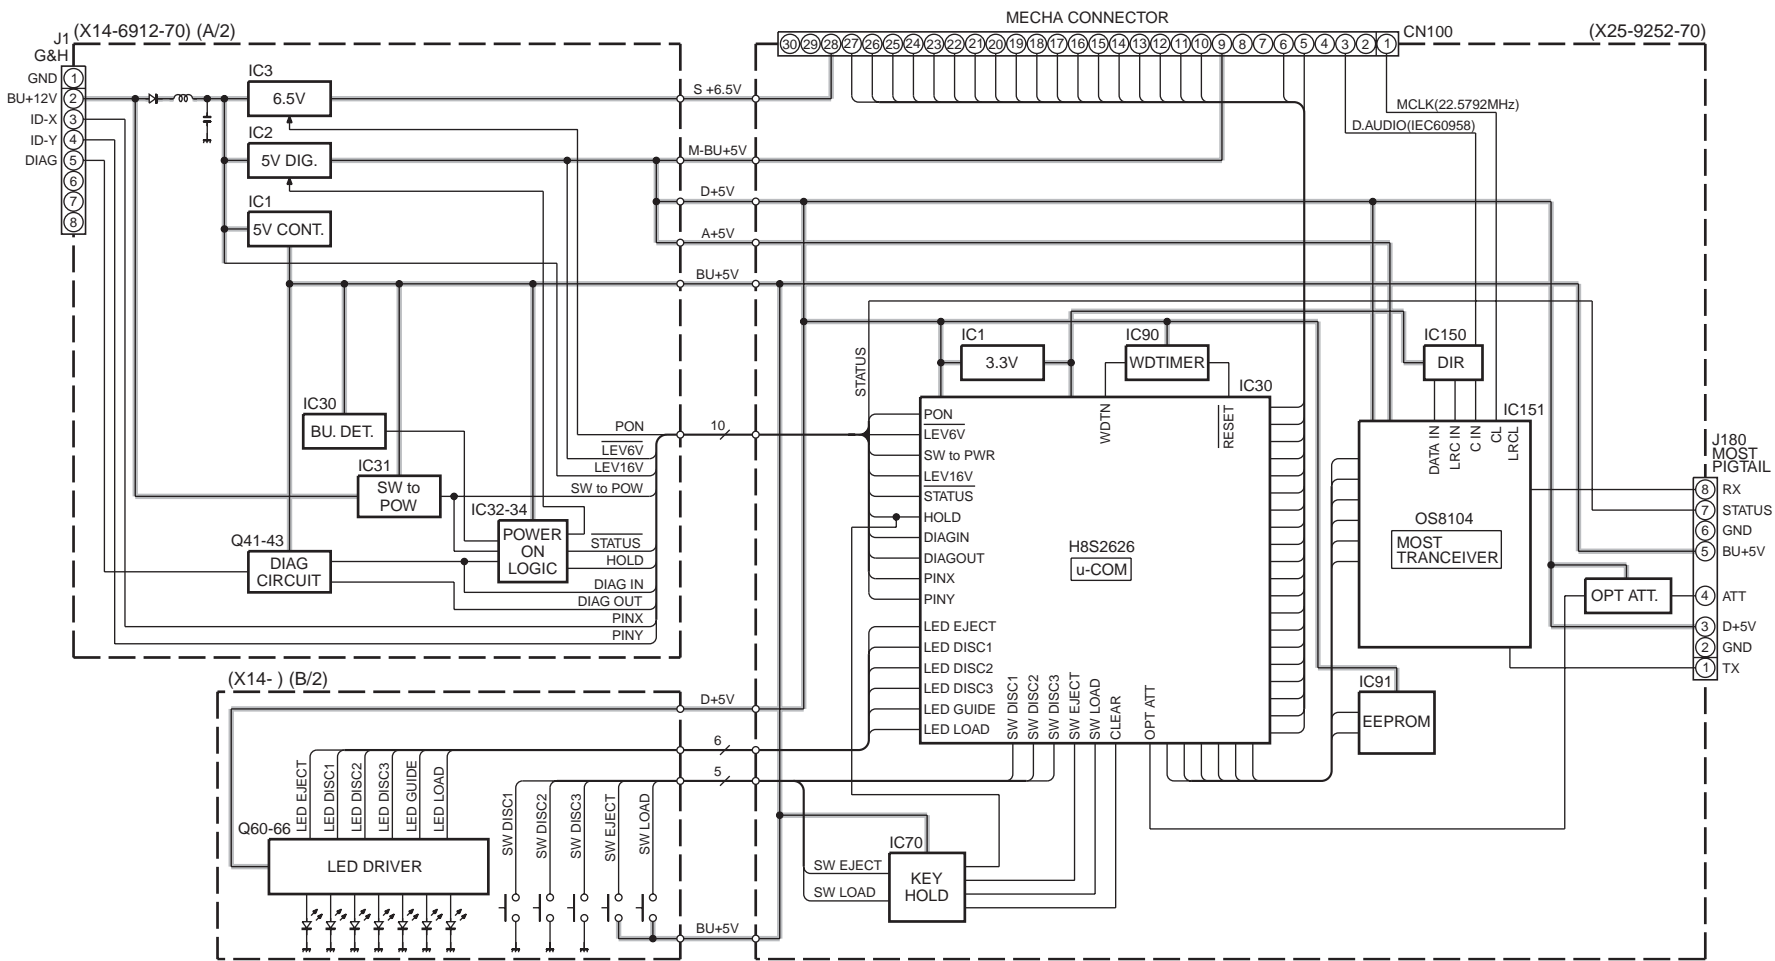 MECHA CONNECTOR
(X14-6912-70) (A/2)
CN100
(X25-9252-70)
30 29 28 27 26 25 24 23 22 21 20 19 18 17 16 15 14 13 12 11 10 9 8 7 6 5 4 3 2 1
J1
G&H
GND 1
BU+12V 2
ID-X 3
ID-Y 4
DIAG 5
6
7
8
IC3
6.5V
IC2
5V DIG.
IC1
5V CONT.
S +6.5V
M-BU+5V
D+5V
A+5V
BU+5V
MCLK(22.5792MHz)
D.AUDIO(IEC60958)
IC30
BU. DET.
IC31
SW to
POW
IC32-34
POWER
ON
LOGIC
Q41-43
DIAG
CIRCUIT
PON
LEV6V
LEV16V
SW to POW
STATUS
HOLD
DIAG IN
DIAG OUT
PINX
PINY
10
STATUS
IC1
3.3V
IC90
WDTIMER
IC150
DIR
IC30
WDTN
RESET
PON
LEV6V
SW to PWR
LEV16V
STATUS
HOLD
DIAGIN
DIAGOUT
PINX
PINY
LED EJECT
LED DISC1
LED DISC2
LED DISC3
LED GUIDE
LED LOAD
H8S2626
u-COM
SW DISC1
SW DISC2
SW DISC3
SW EJECT
SW LOAD
CLEAR
OPT ATT
IC151
DATA IN
LRC IN
C IN
CL
LRCL
OS8104
MOST
TRANCEIVER
J180
MOST
PIGTAIL
8 RX
7 STATUS
6 GND
5 BU+5V
4 ATT
3 D+5V
2 GND
1 TX
OPT ATT.
IC91
EEPROM
(X14- ) (B/2)
D+5V
6
5
LED EJECT
LED DISC1
LED DISC2
LED DISC3
LED GUIDE
LED LOAD
Q60-66
LED DRIVER
SW DISC1
SW DISC2
SW DISC3
SW EJECT
SW LOAD
BU+5V
IC70
SW EJECT
SW LOAD
KEY
HOLD